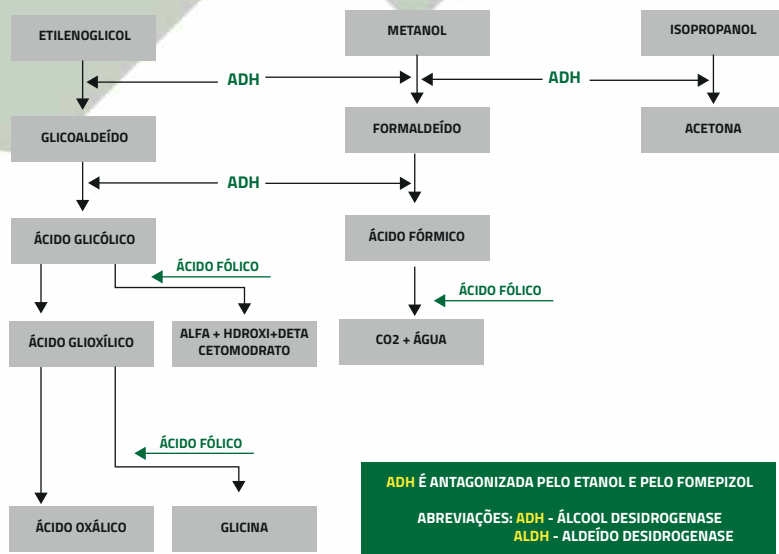 ETILENOGLICOL
METANOL
ISOPROPANOL
ADH
ADH
GLICOALDEÍDO
FORMALDEÍDO
ACETONA
ADH
ÁCIDO GLICÓLICO
ÁCIDO FÓRMICO
ÁCIDO FÓLICO
ÁCIDO FÓLICO
ÁCIDO GLIOXÍLICO
ALFA + HDROXI+DETA
CETOMODRATO
CO2 + ÁGUA
ÁCIDO FÓLICO
ÁCIDO OXÁLICO
GLICINA
ADH É ANTAGONIZADA PELO ETANOL E PELO FOMEPIZOL
ABREVIAÇÕES: ADH - ÁLCOOL DESIDROGENASE
ALDH - ALDEÍDO DESIDROGENASE